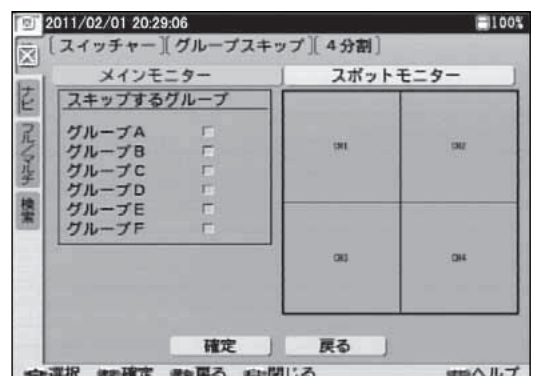 2011/02/01 20:29:06 100%
[スイッチャー][グループスキップ][4分割]
メインモニター スポットモニター
ナビ
フル/マルチ
検索
スキップするグループ
グループA
グループB
グループC
グループD
グループE
グループF
CH1 CH2
CH3 CH4
確定 戻る
選択 確定 戻る 閉じる ヘルプ